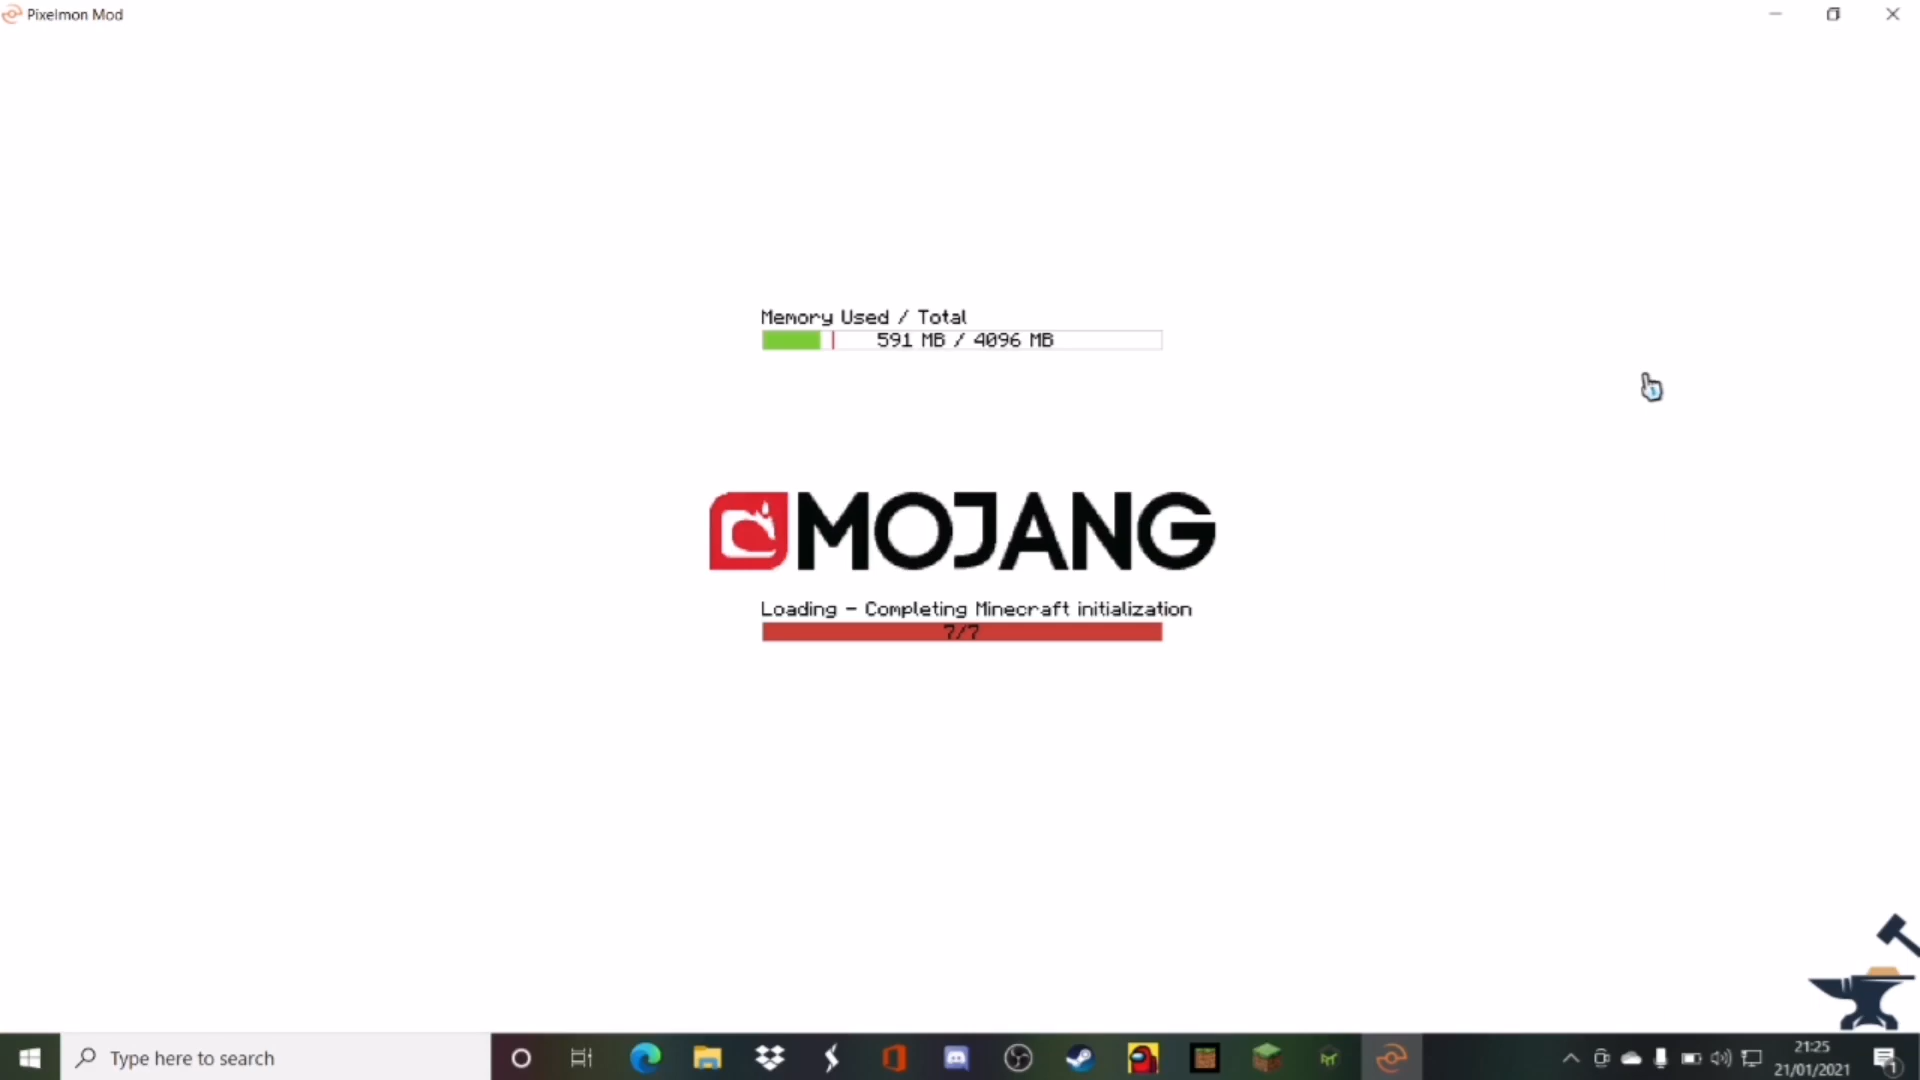 Pixelmon Mod
Memory Used / Total
591 MB / 4096 MB
MOJANG
Loading - Completing Minecraft initialization
7/7
Type here to search
21:25
21/01/2021
1